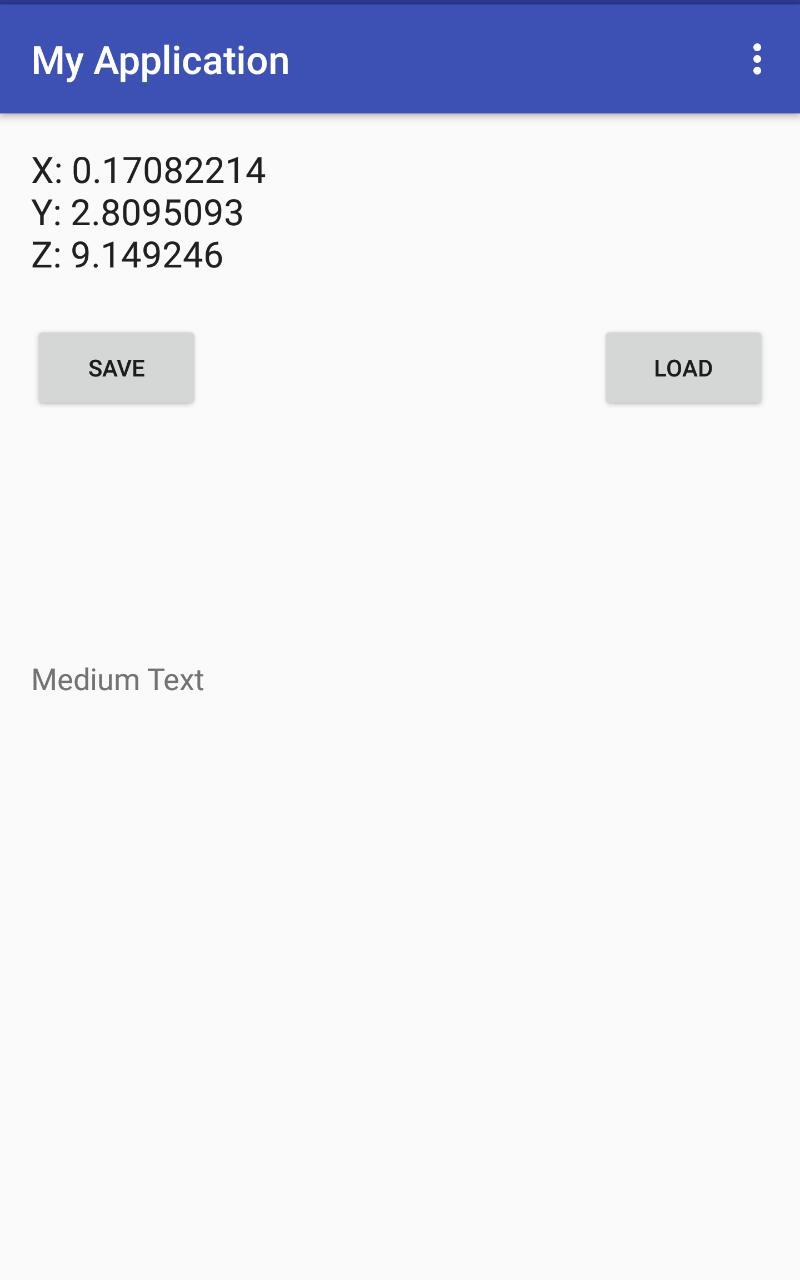 My Application
X: 0.17082214
Y: 2.8095093
Z: 9.149246
SAVE
LOAD
Medium Text